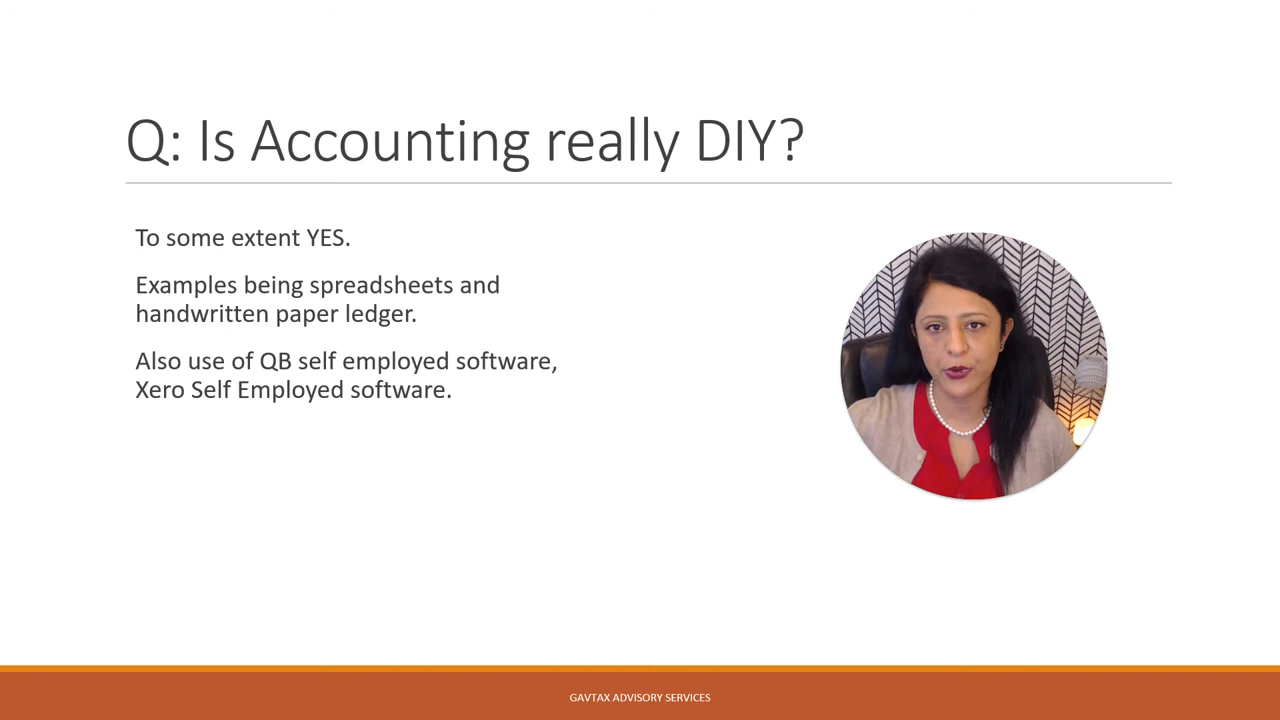 Q: Is Accounting really DIY?
To some extent YES.
Examples being spreadsheets and
handwritten paper ledger.
Also use of QB self employed software,
Xero Self Employed software.
GAVTAX ADVISORY SERVICES